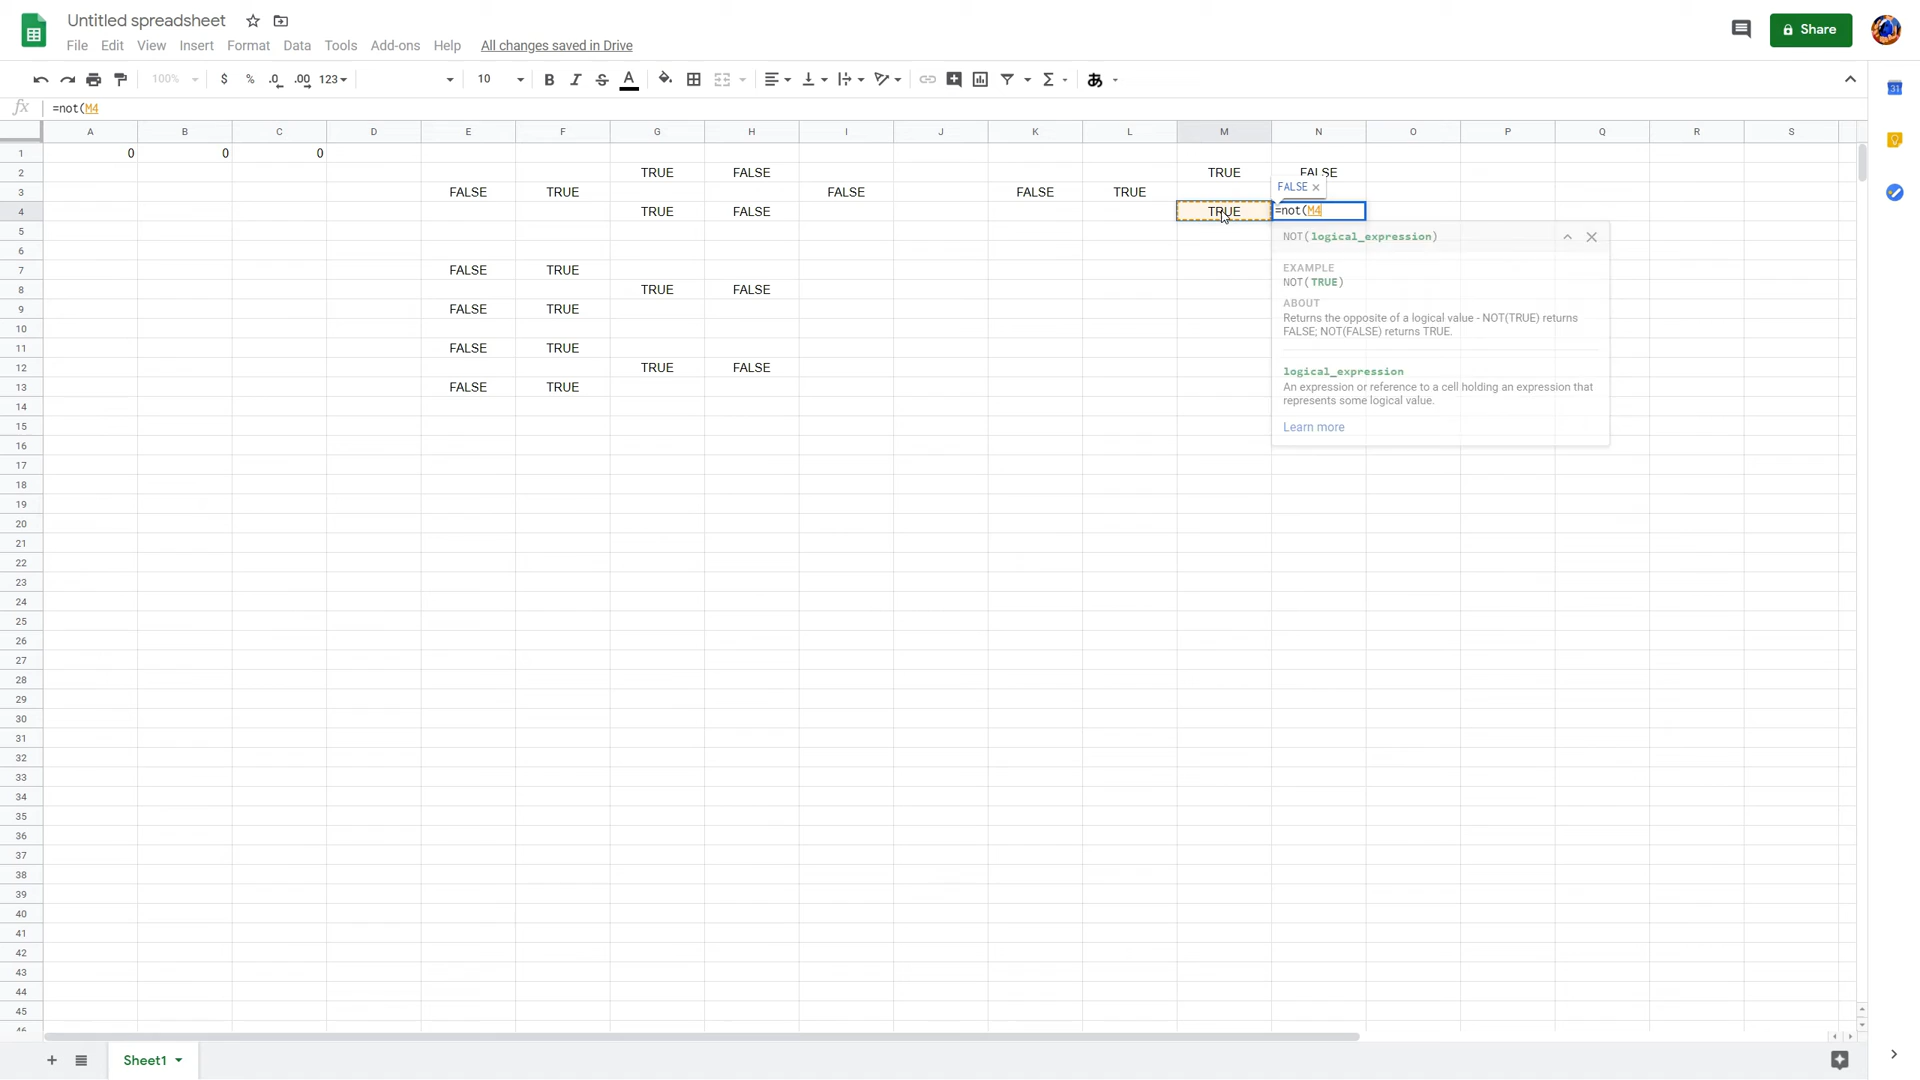 Untitled spreadsheet
File Edit View Insert Format Data Tools Add-ons Help All changes saved in Drive
Share
100% $ % .0 .00 123 10 B I S A Σ あ
31
fx =not(M4
A B C D E F G H I J K L M N O P Q R S
1 0 0 0
2 TRUE FALSE TRUE FALSE
3 FALSE TRUE FALSE FALSE TRUE FALSE ×
4 TRUE FALSE TRUE =not(M4
5
NOT(logical_expression)
6
EXAMPLE
7 FALSE TRUE
NOT(TRUE)
8 TRUE FALSE
ABOUT
9 FALSE TRUE
Returns the opposite of a logical value - NOT(TRUE) returns
10
FALSE; NOT(FALSE) returns TRUE.
11 FALSE TRUE
12 TRUE FALSE
logical_expression
13 FALSE TRUE
An expression or reference to a cell holding an expression that
represents some logical value.
14
15
Learn more
16
17
18
19
20
21
22
23
24
25
26
27
28
29
30
31
32
33
34
35
36
37
38
39
40
41
42
43
44
45
46
Sheet1